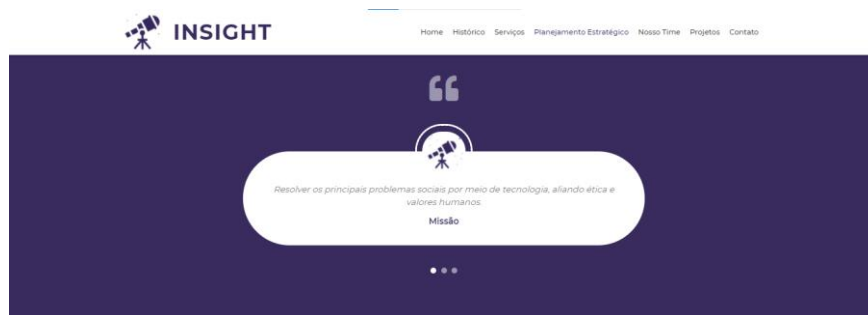 INSIGHT
Home Histórico Serviços Planejamento Estratégico Nosso Time Projetos Contato
Resolver os principais problemas sociais por meio de tecnologia, aliando ética e
valores humanos.
Missão